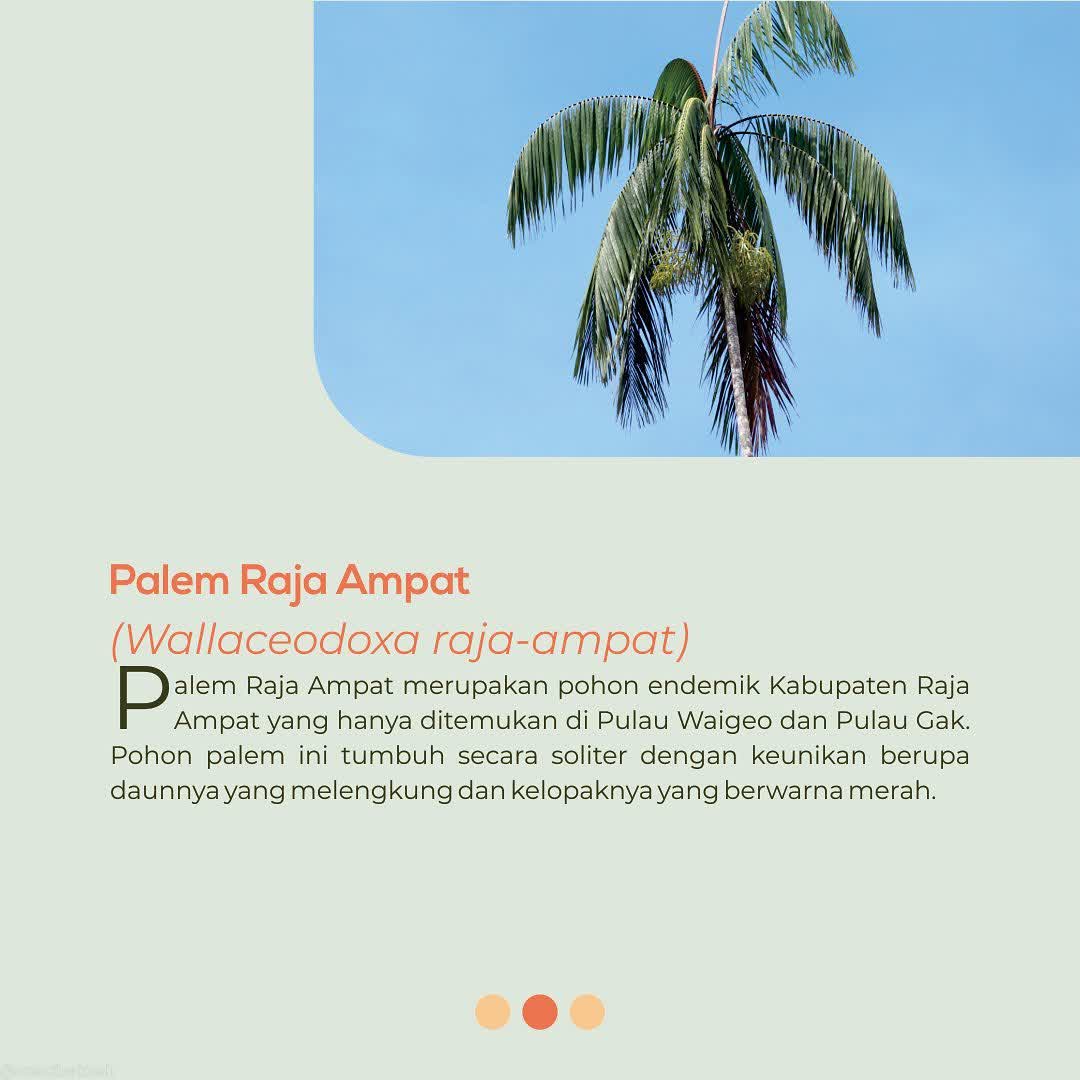 Palem Raja Ampat
(Wallaceodoxa raja-ampat)
Palem Raja Ampat merupakan pohon endemik Kabupaten Raja
Ampat yang hanya ditemukan di Pulau Waigeo dan Pulau Gak.
Pohon palem ini tumbuh secara soliter dengan keunikan berupa
daunnya yang melengkung dan kelopaknya yang berwarna merah.